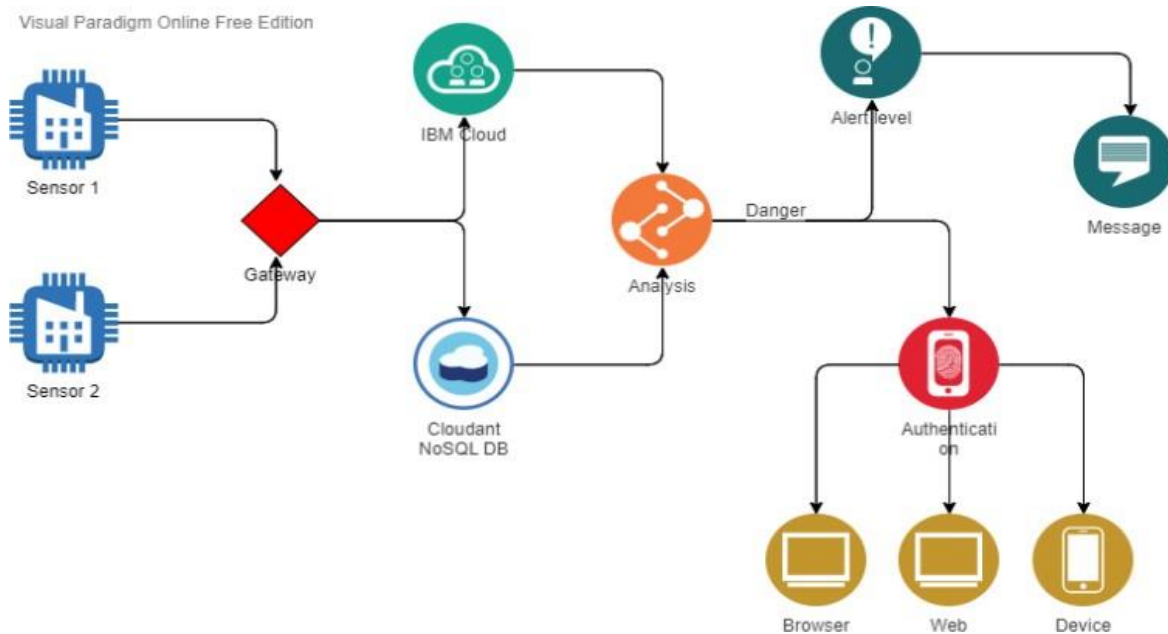 Visual Paradigm Online Free Edition
Sensor 1
Sensor 2
Gateway
IBM Cloud
Cloudant
NoSQL DB
Analysis
Danger
Alert level
Message
Authenticati
on
Browser
Web
Device